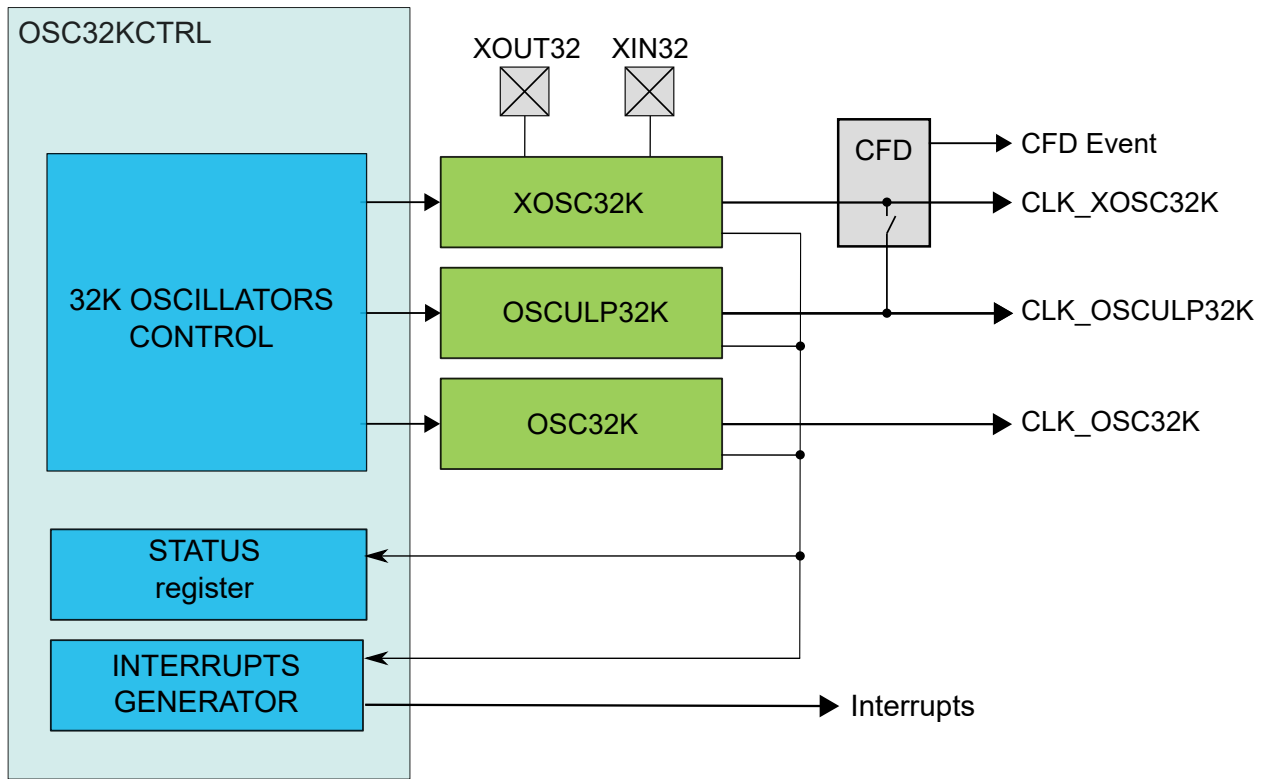 OSC32KCTRL
XOUT32
XIN32
CFD
CFD Event
XOSC32K
CLK_XOSC32K
32K OSCILLATORS
CONTROL
OSCULP32K
CLK_OSCULP32K
OSC32K
CLK_OSC32K
STATUS
register
INTERRUPTS
GENERATOR
Interrupts